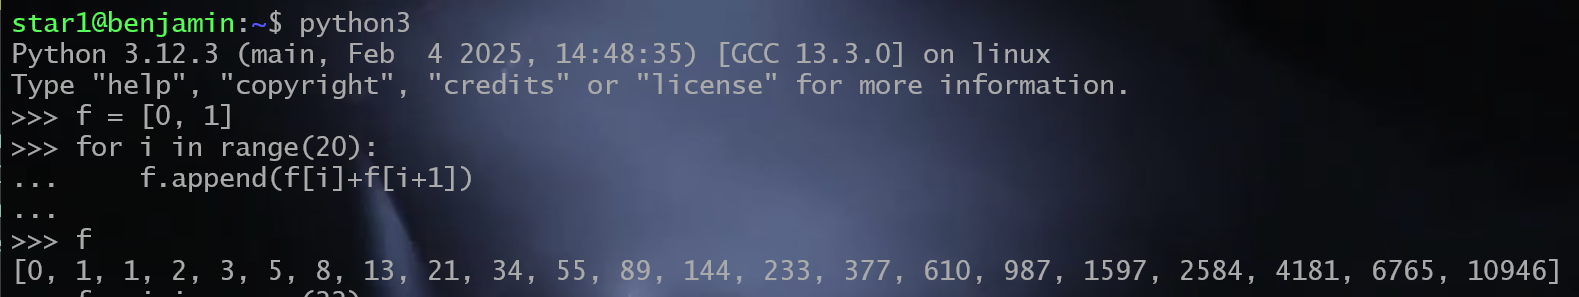 star1@benjamin:~$ python3
Python 3.12.3 (main, Feb  4 2025, 14:48:35) [GCC 13.3.0] on linux
Type "help", "copyright", "credits" or "license" for more information.
>>> f = [0, 1]
>>> for i in range(20):
...     f.append(f[i]+f[i+1])
...
>>> f
[0, 1, 1, 2, 3, 5, 8, 13, 21, 34, 55, 89, 144, 233, 377, 610, 987, 1597, 2584, 4181, 6765, 10946]